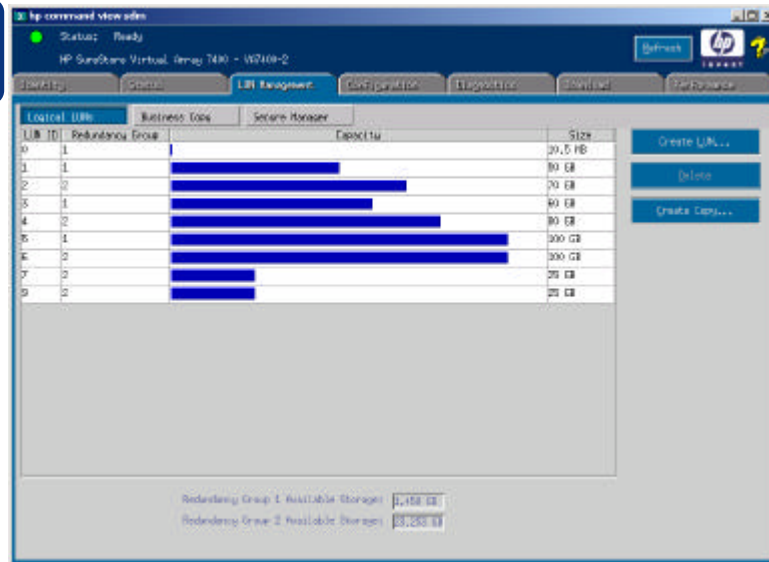 hp command view sdm
Status: Ready
HP SureStore Virtual Array 7400 -
Refresh
hp
invent
?
Identity Status LUN Management Configuration Diagnostics Download Performance
Logical LUNs Business Copy Secure Manager
LUN ID Redundancy Group Capacity Size
0 1 10.5 MB
1 1 50 GB
2 2 70 GB
3 1 60 GB
4 2 80 GB
5 1 100 GB
6 2 100 GB
7 2 25 GB
2 25 GB
Create LUN...
Delete
Create Copy...
Redundancy Group 1 Available Storage: GB
Redundancy Group 2 Available Storage: GB